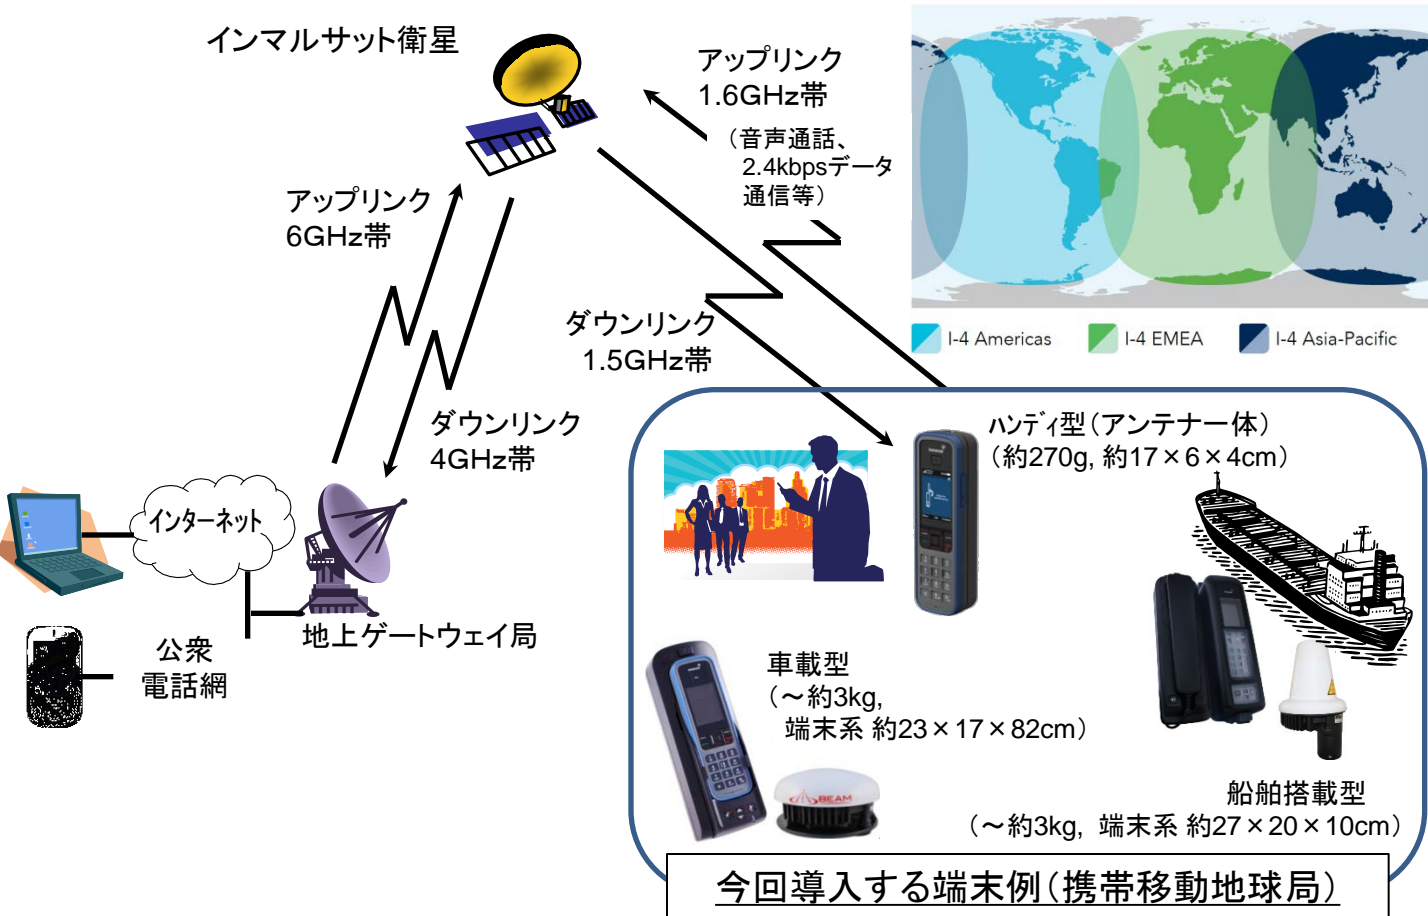 インマルサット衛星
アップリンク
1.6GHz帯
（音声通話、
2.4kbpsデータ
通信等）
アップリンク
6GHz帯
ダウンリンク
1.5GHz帯
I-4 Americas
I-4 EMEA
I-4 Asia-Pacific
ダウンリンク
4GHz帯
ハンディ型（アンテナ一体）
（約270g, 約17×6×4cm）
インターネット
地上ゲートウェイ局
公衆
電話網
車載型
（～約3kg,
端末系 約23×17×82cm）
BEAM
船舶搭載型
（～約3kg, 端末系 約27×20×10cm）
今回導入する端末例（携帯移動地球局）